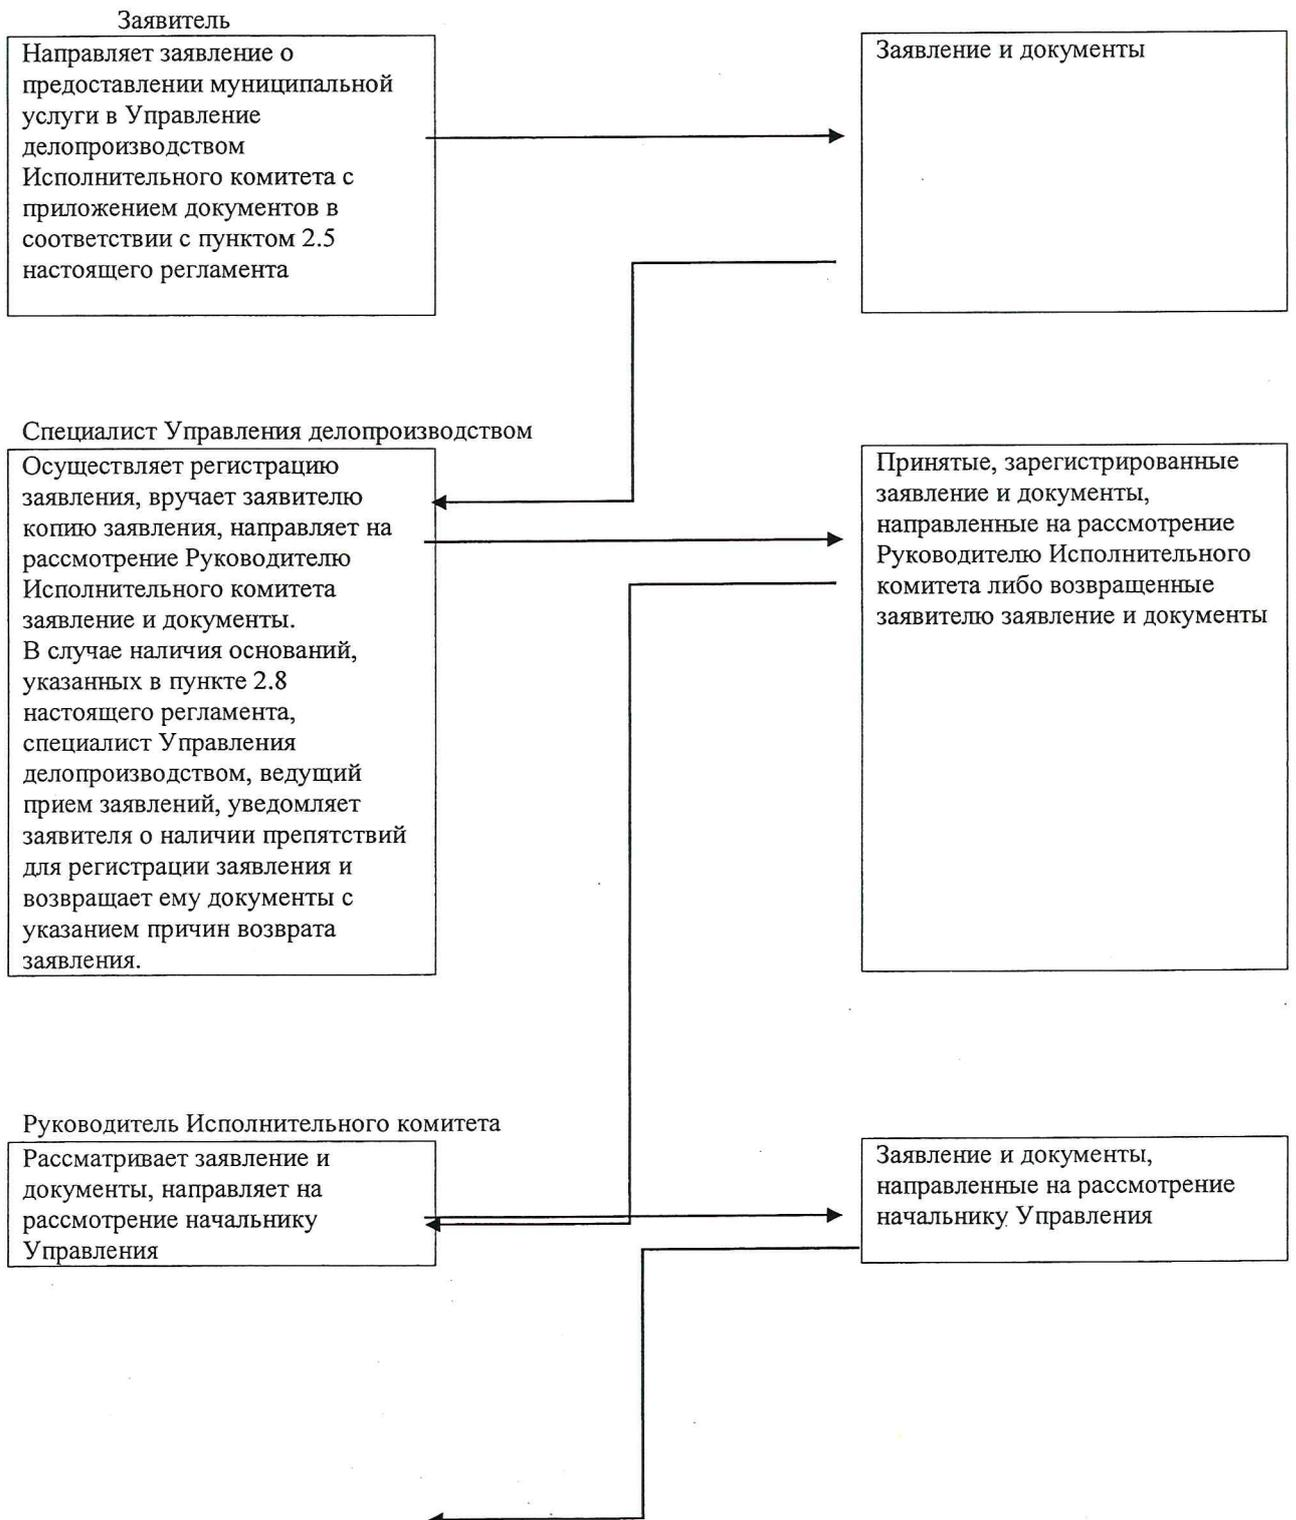 Заявитель
Направляет заявление о
предоставлении муниципальной
услуги в Управление
делопроизводством
Исполнительного комитета с
приложением документов в
соответствии с пунктом 2.5
настоящего регламента
Заявление и документы
Специалист Управления делопроизводством
Осуществляет регистрацию
заявления, вручает заявителю
копию заявления, направляет на
рассмотрение Руководителю
Исполнительного комитета
заявление и документы.
В случае наличия оснований,
указанных в пункте 2.8
настоящего регламента,
специалист Управления
делопроизводством, ведущий
прием заявлений, уведомляет
заявителя о наличии препятствий
для регистрации заявления и
возвращает ему документы с
указанием причин возврата
заявления.
Принятые, зарегистрированные
заявление и документы,
направленные на рассмотрение
Руководителю Исполнительного
комитета либо возвращенные
заявителю заявление и документы
Руководитель Исполнительного комитета
Рассматривает заявление и
документы, направляет на
рассмотрение начальнику
Управления
Заявление и документы,
направленные на рассмотрение
начальнику Управления